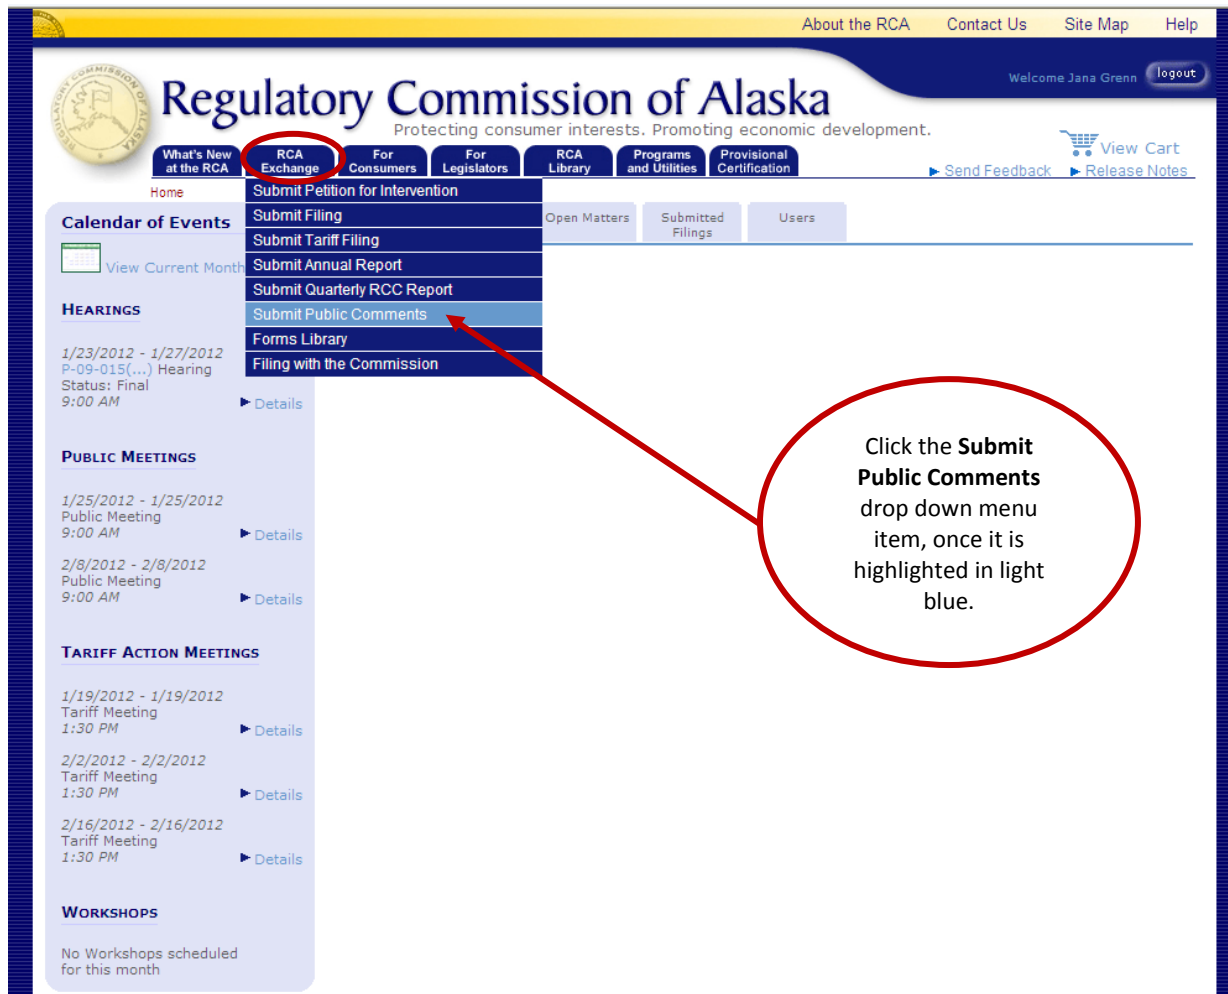 About the RCA Contact Us Site Map Help
Welcome Jana Grenn logout
Regulatory Commission of Alaska
Protecting consumer interests. Promoting economic development.
View Cart
Send Feedback Release Notes
What's New at the RCA
RCA Exchange
For Consumers
For Legislators
RCA Library
Programs and Utilities
Provisional Certification
Home
Submit Petition for Intervention
Submit Filing
Submit Tariff Filing
Submit Annual Report
Submit Quarterly RCC Report
Submit Public Comments
Forms Library
Filing with the Commission
Open Matters
Submitted Filings
Users
Calendar of Events
View Current Month
HEARINGS
1/23/2012 - 1/27/2012
P-09-015(...) Hearing
Status: Final
9:00 AM Details
PUBLIC MEETINGS
1/25/2012 - 1/25/2012
Public Meeting
9:00 AM Details
2/8/2012 - 2/8/2012
Public Meeting
9:00 AM Details
TARIFF ACTION MEETINGS
1/19/2012 - 1/19/2012
Tariff Meeting
1:30 PM Details
2/2/2012 - 2/2/2012
Tariff Meeting
1:30 PM Details
2/16/2012 - 2/16/2012
Tariff Meeting
1:30 PM Details
WORKSHOPS
No Workshops scheduled
for this month
Click the Submit
Public Comments
drop down menu
item, once it is
highlighted in light
blue.